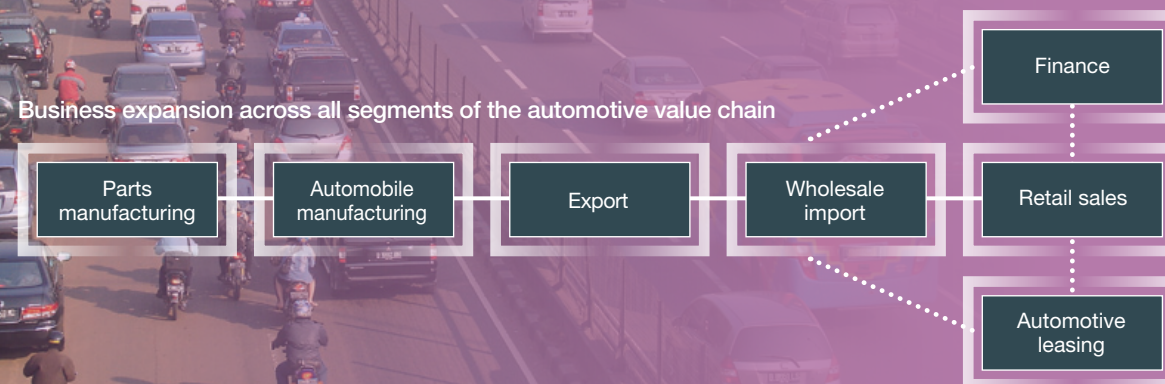 Business expansion across all segments of the automotive value chain
Parts
manufacturing
Automobile
manufacturing
Export
Wholesale
import
Finance
Retail sales
Automotive
leasing